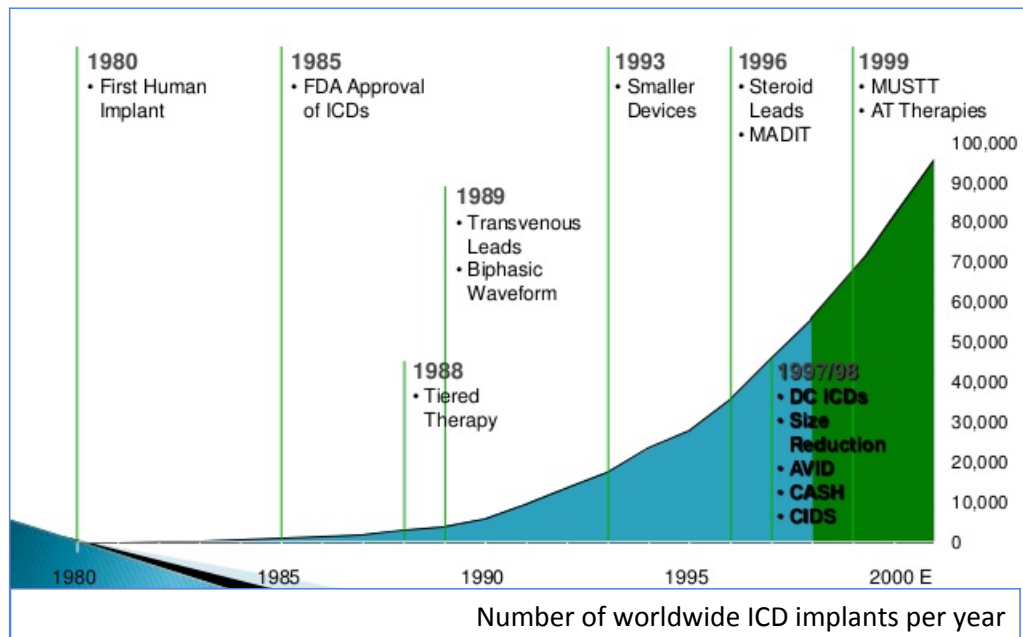 1980
• First Human
Implant
1985
• FDA Approval
of ICDs
1993
• Smaller
Devices
1996
• Steroid
Leads
• MADIT
1999
• MUSTT
• AT Therapies
1989
• Transvenous
Leads
• Biphasic
Waveform
1988
• Tiered
Therapy
1997/98
• DC ICDs
• Size
Reduction
• AVID
• CASH
• CIDS
100,000
90,000
80,000
70,000
60,000
50,000
40,000
30,000
20,000
10,000
0
1980
1985
1990
1995
2000 E
Number of worldwide ICD implants per year